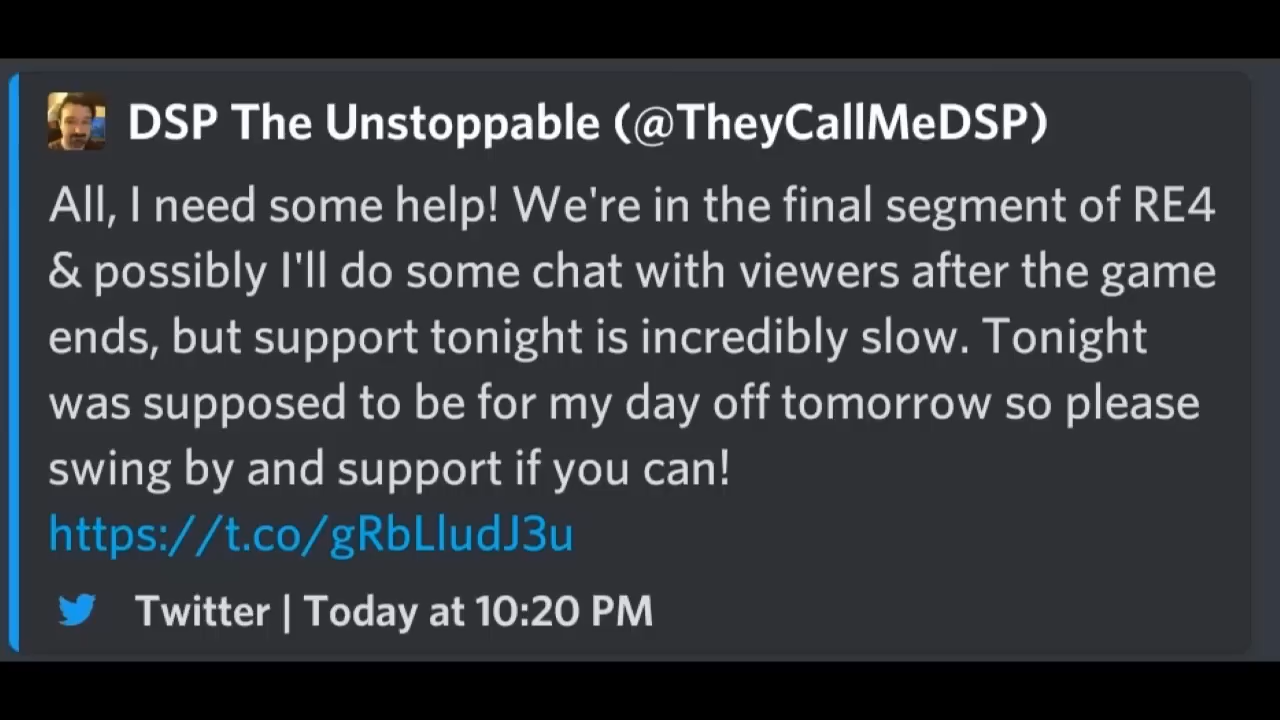 DSP The Unstoppable (@TheyCallMeDSP)
All, I need some help! We're in the final segment of RE4
& possibly I'll do some chat with viewers after the game
ends, but support tonight is incredibly slow. Tonight
was supposed to be for my day off tomorrow so please
swing by and support if you can!
https://t.co/gRbLludJ3u
Twitter | Today at 10:20 PM